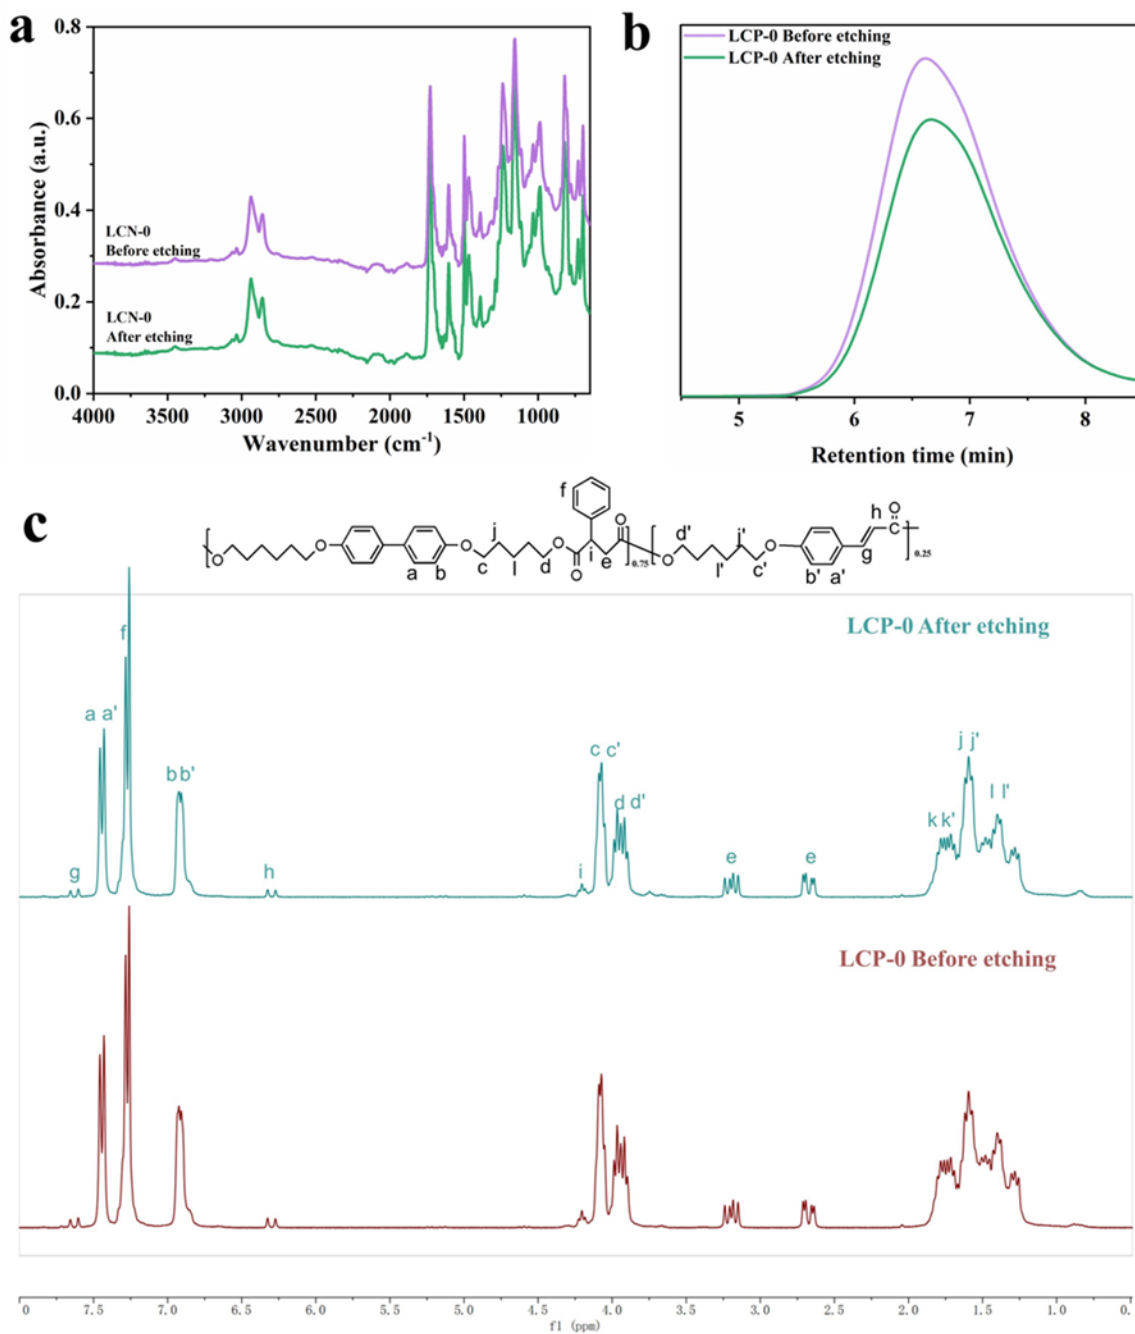 a
0.8
0.6
0.4
0.2
0.0
Absorbance (a.u.)
LCN-0
Before etching
LCN-0
After etching
4000 3500 3000 2500 2000 1500 1000
Wavenumber (cm⁻¹)
b
LCP-0 Before etching
LCP-0 After etching
5 6 7 8
Retention time (min)
c
f
O O O O O i e O 0.75
j a b c l d
d' O l' j' O c' b' a' g h O 0.25
LCP-0 After etching
f
a a'
b b'
g
h
i
c c'
d d'
e
e
k k'
j j'
l l'
LCP-0 Before etching
0 7.5 7.0 6.5 6.0 5.5 5.0 4.5 4.0 3.5 3.0 2.5 2.0 1.5 1.0 0.
f1 (ppm)